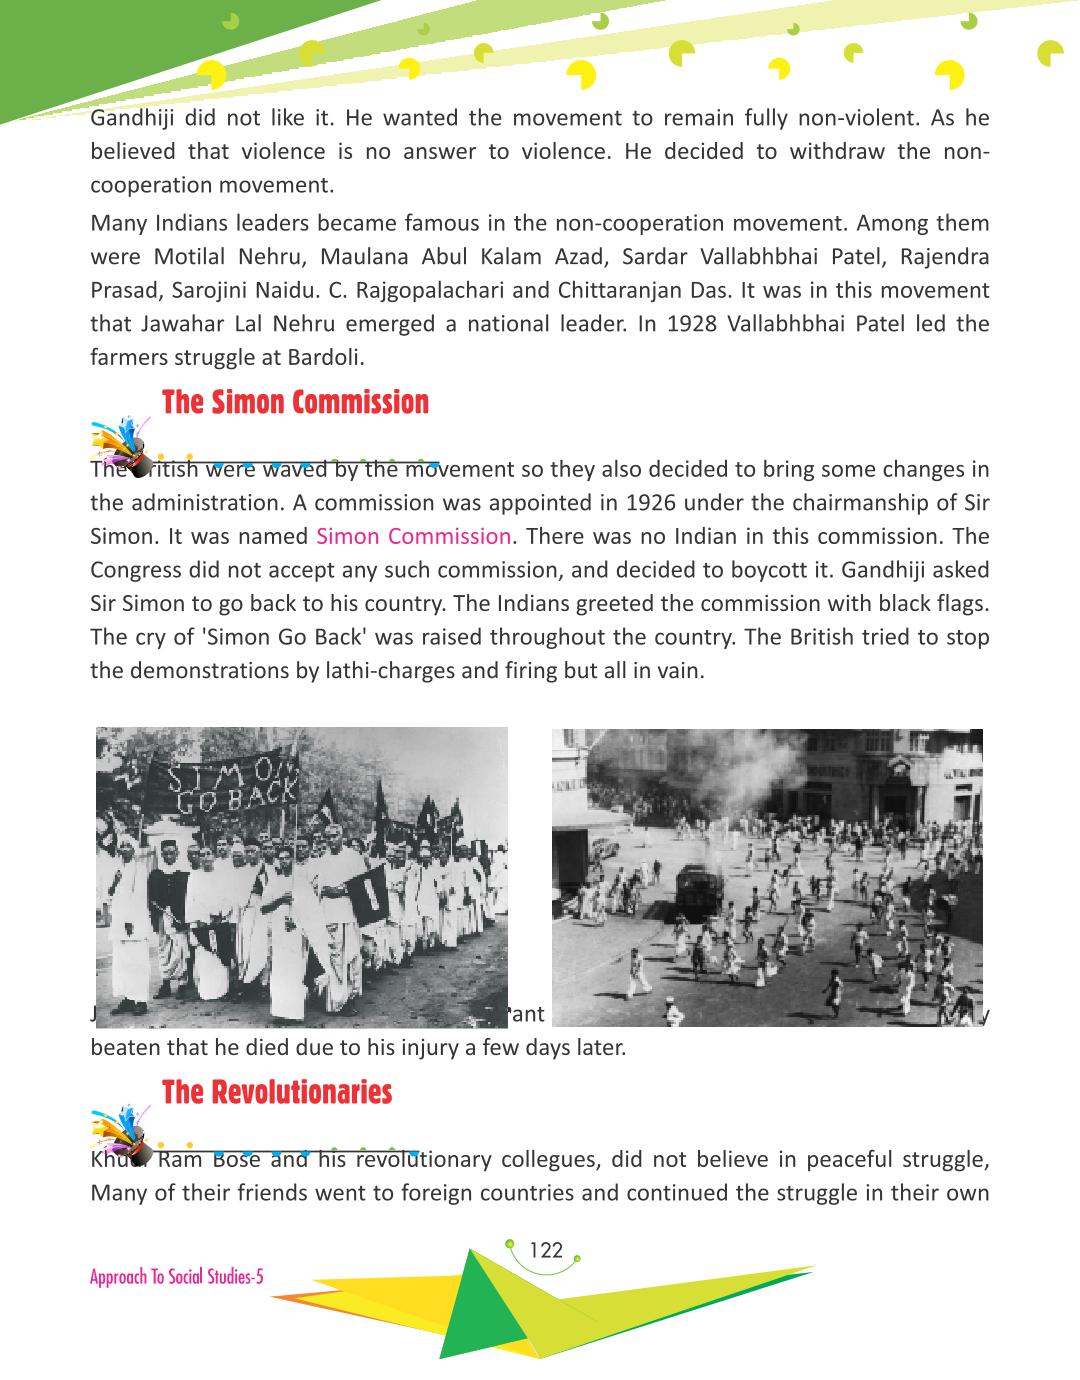 Gandhiji did not like it. He wanted the movement to remain fully non-violent. As he
believed that violence is no answer to violence. He decided to withdraw the non-
cooperation movement.
Many Indians leaders became famous in the non-cooperation movement. Among them
were Motilal Nehru, Maulana Abul Kalam Azad, Sardar Vallabhbhai Patel, Rajendra
Prasad, Sarojini Naidu. C. Rajgopalachari and Chittaranjan Das. It was in this movement
that Jawahar Lal Nehru emerged a national leader. In 1928 Vallabhbhai Patel led the
farmers struggle at Bardoli.
The Simon Commission
The British were waved by the movement so they also decided to bring some changes in
the administration. A commission was appointed in 1926 under the chairmanship of Sir
Simon. It was named Simon Commission. There was no Indian in this commission. The
Congress did not accept any such commission, and decided to boycott it. Gandhiji asked
Sir Simon to go back to his country. The Indians greeted the commission with black flags.
The cry of 'Simon Go Back' was raised throughout the country. The British tried to stop
the demonstrations by lathi-charges and firing but all in vain.
SIMON
GO BACK
beaten that he died due to his injury a few days later.
The Revolutionaries
Khudi Ram Bose and his revolutionary collegues, did not believe in peaceful struggle,
Many of their friends went to foreign countries and continued the struggle in their own
122
Approach To Social Studies-5